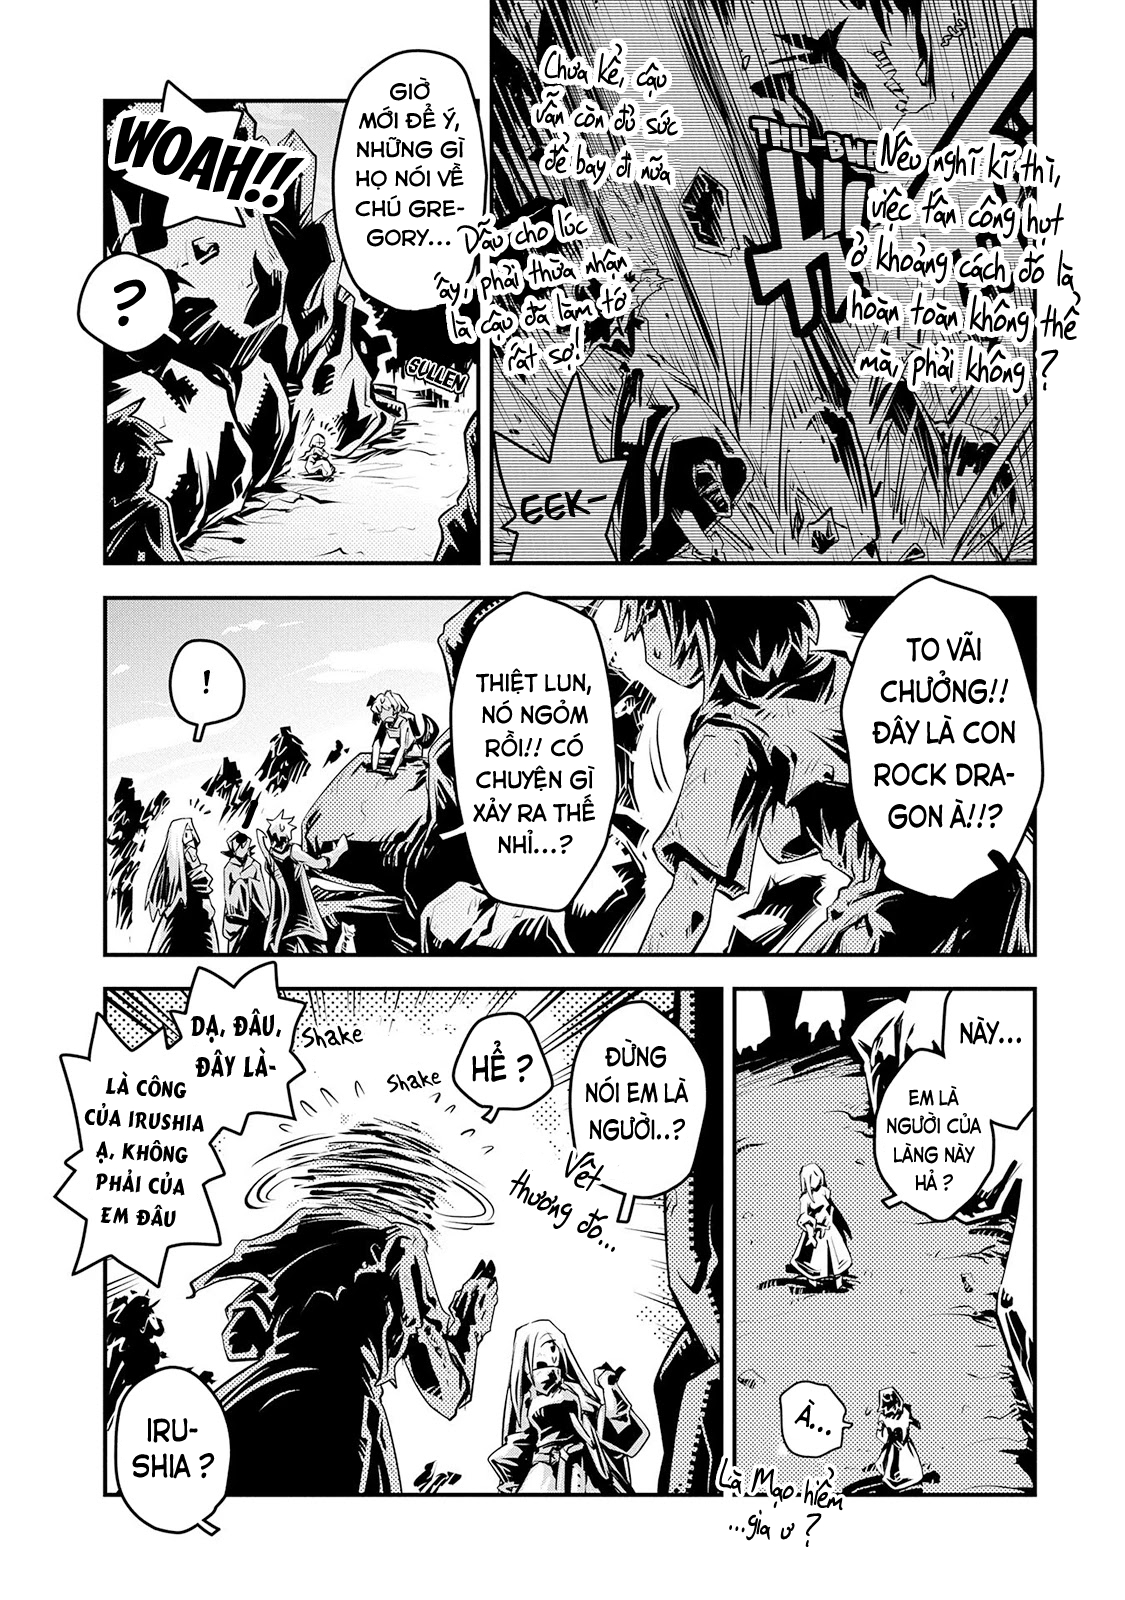 Nếu nghĩ kĩ thì,
việc tấn công hụt
ở khoảng cách đó là
hoàn toàn không thể
mà, phải không?
Chưa kể, cậu
vẫn còn đủ sức
để bay đi nữa
Dẫu cho lúc
ấy, phải thừa nhận
là cậu đã làm tớ
rất sợ!
EEK-
GIỜ
MỚI ĐỂ Ý,
NHỮNG GÌ
HỌ NÓI VỀ
CHÚ GRE-
GORY...
WOAH!!
?
SULLEN
TO VÃI
CHƯỞNG!!
ĐÂY LÀ CON
ROCK DRA-
GON À!!?
THIỆT LUN,
NÓ NGỎM
RỒI!! CÓ
CHUYỆN GÌ
XẢY RA THẾ
NHỈ...?
!
NÀY...
EM LÀ
NGƯỜI CỦA
LÀNG NÀY
HẢ ?
À...
Là Mạo hiểm
...gia ư ?
ĐỪNG
NÓI EM LÀ
NGƯỜI..?
Vết
thương đó...
HỂ ?
Shake
Shake
DẠ, ĐÂU,
ĐÂY LÀ-
LÀ CÔNG
CỦA IRUSHIA
Ạ, KHÔNG
PHẢI CỦA
EM ĐÂU
IRU-
SHIA ?